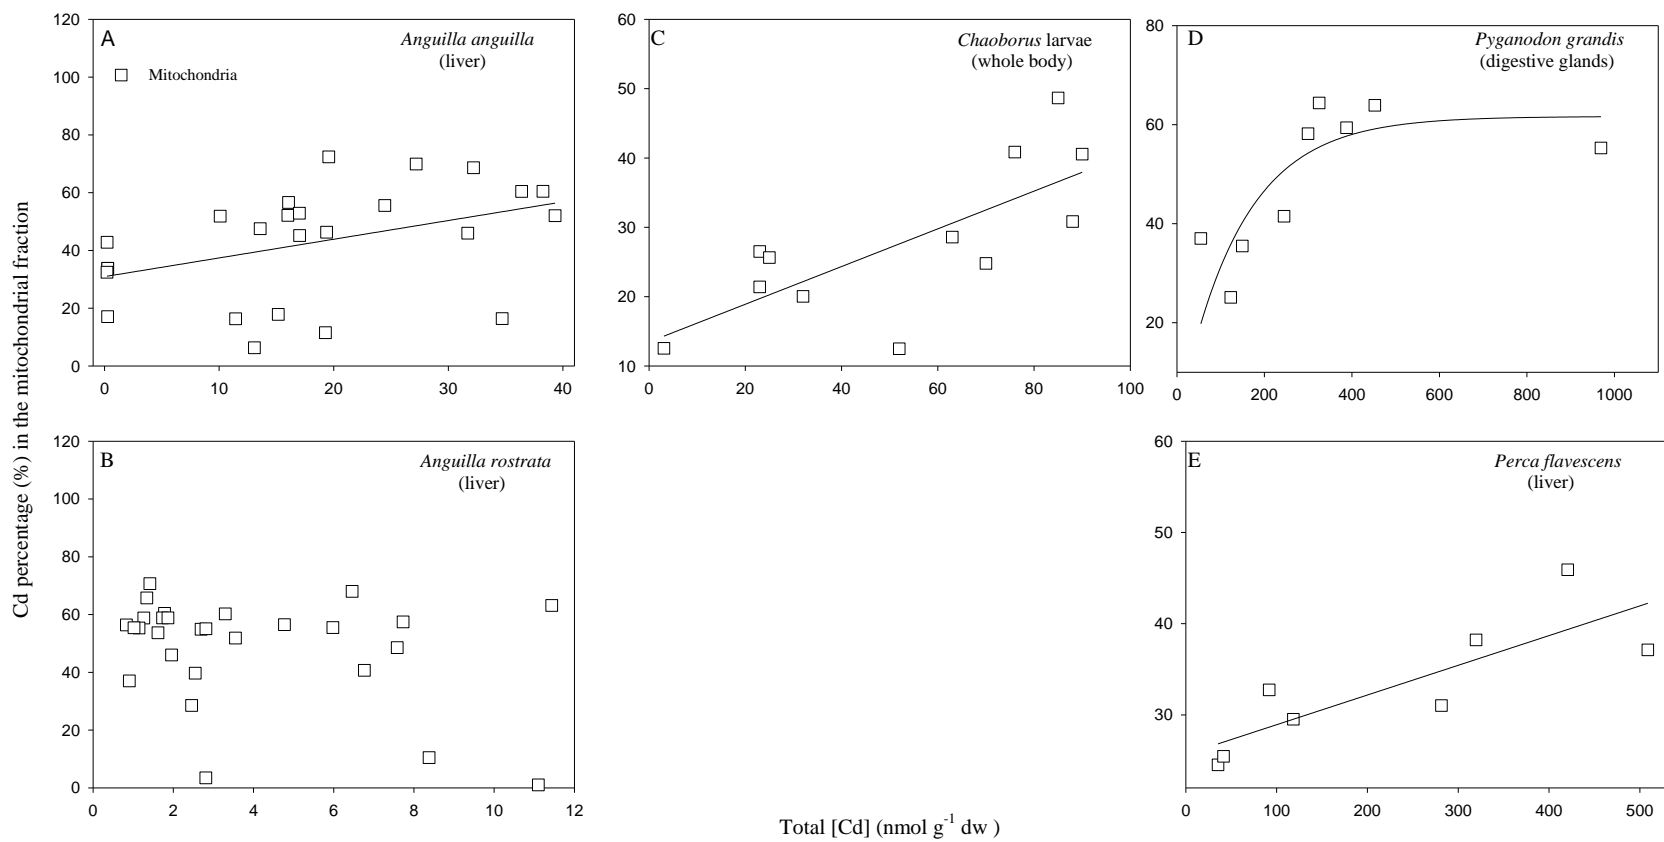 Cd percentage (%) in the mitochondrial fraction
A
Anguilla anguilla
(liver)
Mitochondria
120
100
80
60
40
20
0
0 10 20 30 40
C
Chaoborus larvae
(whole body)
60
50
40
30
20
10
0 20 40 60 80 100
D
Pyganodon grandis
(digestive glands)
80
60
40
20
0 200 400 600 800 1000
B
Anguilla rostrata
(liver)
120
100
80
60
40
20
0
0 2 4 6 8 10 12
E
Perca flavescens
(liver)
60
50
40
30
0 100 200 300 400 500
Total [Cd] (nmol g-1 dw )